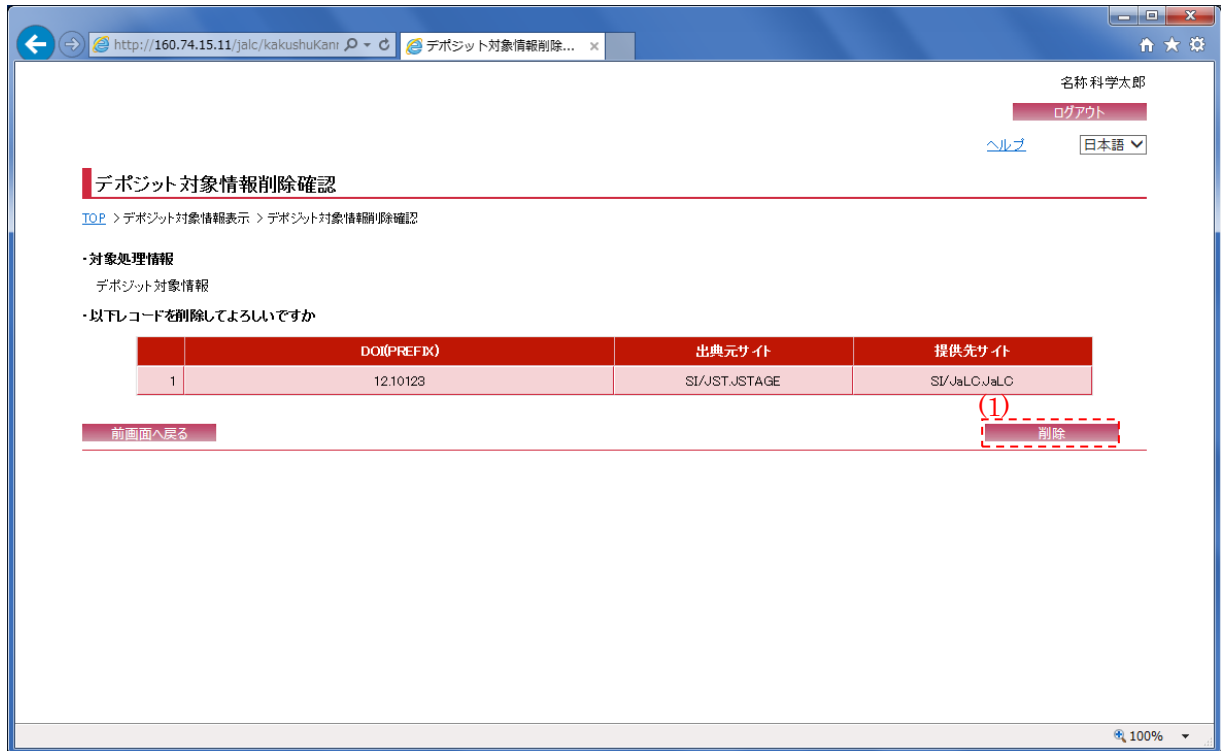 http://160.74.15.11/jalc/kakushuKanr
デポジット対象情報削除...
名称 科学太郎
ログアウト
ヘルプ 日本語
デポジット対象情報削除確認
TOP > デポジット対象情報表示 > デポジット対象情報削除確認
・対象処理情報
デポジット対象情報
・以下レコードを削除してよろしいですか
DOI(PREFIX) 出典元サイト 提供先サイト
1 12.10123 SI/JST.JSTAGE SI/JaLC.JaLC
(1)
前画面へ戻る 削除
100%